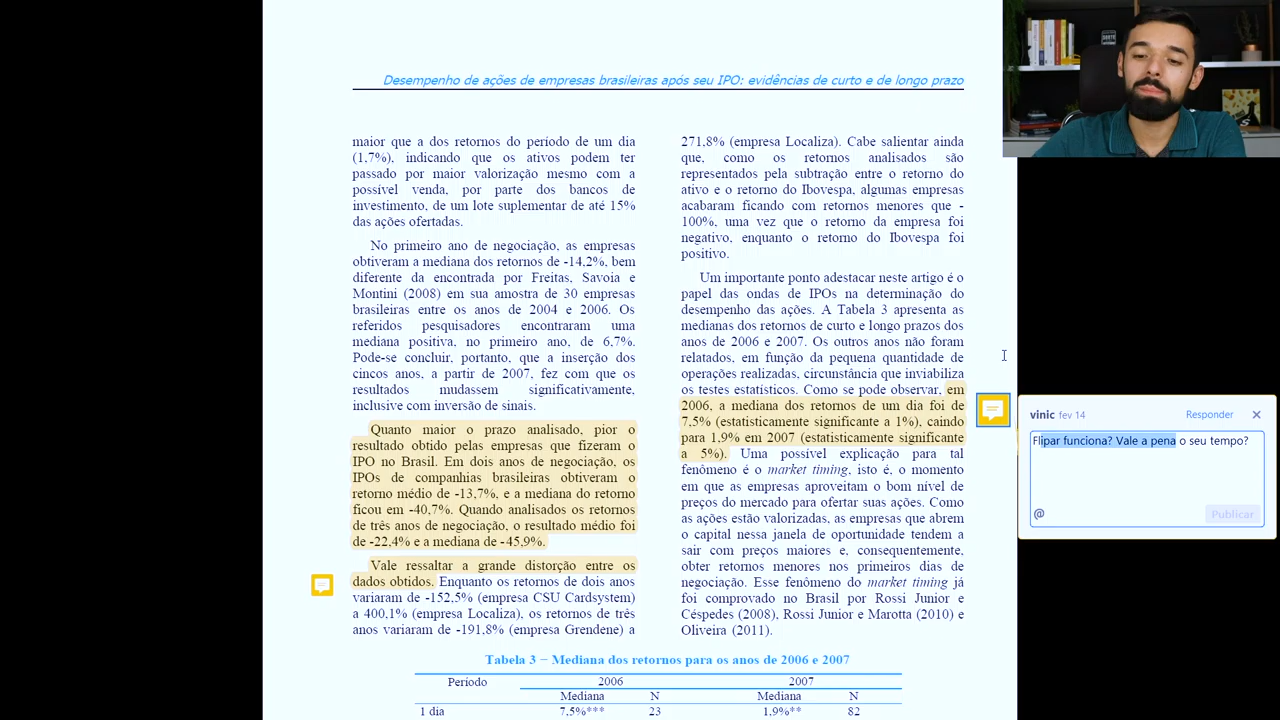 Desempenho de ações de empresas brasileiras após seu IPO: evidências de curto e de longo prazo
maior que a dos retornos do período de um dia
(1,7%), indicando que os ativos podem ter
passado por maior valorização mesmo com a
possível venda, por parte dos bancos de
investimento, de um lote suplementar de até 15%
das ações ofertadas.
No primeiro ano de negociação, as empresas
obtiveram a mediana dos retornos de -14,2%, bem
diferente da encontrada por Freitas, Savoia e
Montini (2008) em sua amostra de 30 empresas
brasileiras entre os anos de 2004 e 2006. Os
referidos pesquisadores encontraram uma
mediana positiva, no primeiro ano, de 6,7%.
Pode-se concluir, portanto, que a inserção dos
cincos anos, a partir de 2007, fez com que os
resultados mudassem significativamente,
inclusive com inversão de sinais.
Quanto maior o prazo analisado, pior o
resultado obtido pelas empresas que fizeram o
IPO no Brasil. Em dois anos de negociação, os
IPOs de companhias brasileiras obtiveram o
retorno médio de -13,7%, e a mediana do retorno
ficou em -40,7%. Quando analisados os retornos
de três anos de negociação, o resultado médio foi
de -22,4% e a mediana de -45,9%.
Vale ressaltar a grande distorção entre os
dados obtidos. Enquanto os retornos de dois anos
variaram de -152,5% (empresa CSU Cardsystem)
a 400,1% (empresa Localiza), os retornos de três
anos variaram de -191,8% (empresa Grendene) a
271,8% (empresa Localiza). Cabe salientar ainda
que, como os retornos analisados são
representados pela subtração entre o retorno do
ativo e o retorno do Ibovespa, algumas empresas
acabaram ficando com retornos menores que -
100%, uma vez que o retorno da empresa foi
negativo, enquanto o retorno do Ibovespa foi
positivo.
Um importante ponto adestacar neste artigo é o
papel das ondas de IPOs na determinação do
desempenho das ações. A Tabela 3 apresenta as
medianas dos retornos de curto e longo prazos dos
anos de 2006 e 2007. Os outros anos não foram
relatados, em função da pequena quantidade de
operações realizadas, circunstância que inviabiliza
os testes estatísticos. Como se pode observar, em
2006, a mediana dos retornos de um dia foi de
7,5% (estatisticamente significante a 1%), caindo
para 1,9% em 2007 (estatisticamente significante
a 5%). Uma possível explicação para tal
fenômeno é o market timing, isto é, o momento
em que as empresas aproveitam o bom nível de
preços do mercado para ofertar suas ações. Como
as ações estão valorizadas, as empresas que abrem
o capital nessa janela de oportunidade tendem a
sair com preços maiores e, consequentemente,
obter retornos menores nos primeiros dias de
negociação. Esse fenômeno do market timing já
foi comprovado no Brasil por Rossi Junior e
Céspedes (2008), Rossi Junior e Marotta (2010) e
Oliveira (2011).
Tabela 3 − Mediana dos retornos para os anos de 2006 e 2007
Período 2006 2007
Mediana N Mediana N
1 dia 7,5%*** 23 1,9%** 82
vinic fev 14 Responder
Flipar funciona? Vale a pena o seu tempo?
@ Publicar